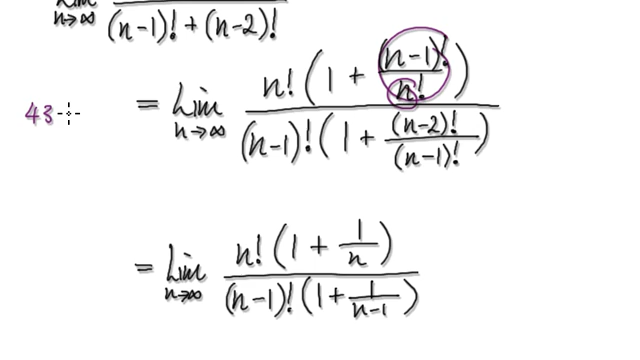 lim n→∞ / (n-1)! + (n-2)!
= lim n→∞ n! (1 + (n-1)!/n!) / (n-1)! (1 + (n-2)!/(n-1)!)
43
= lim n→∞ n! (1 + 1/n) / (n-1)! (1 + 1/(n-1))